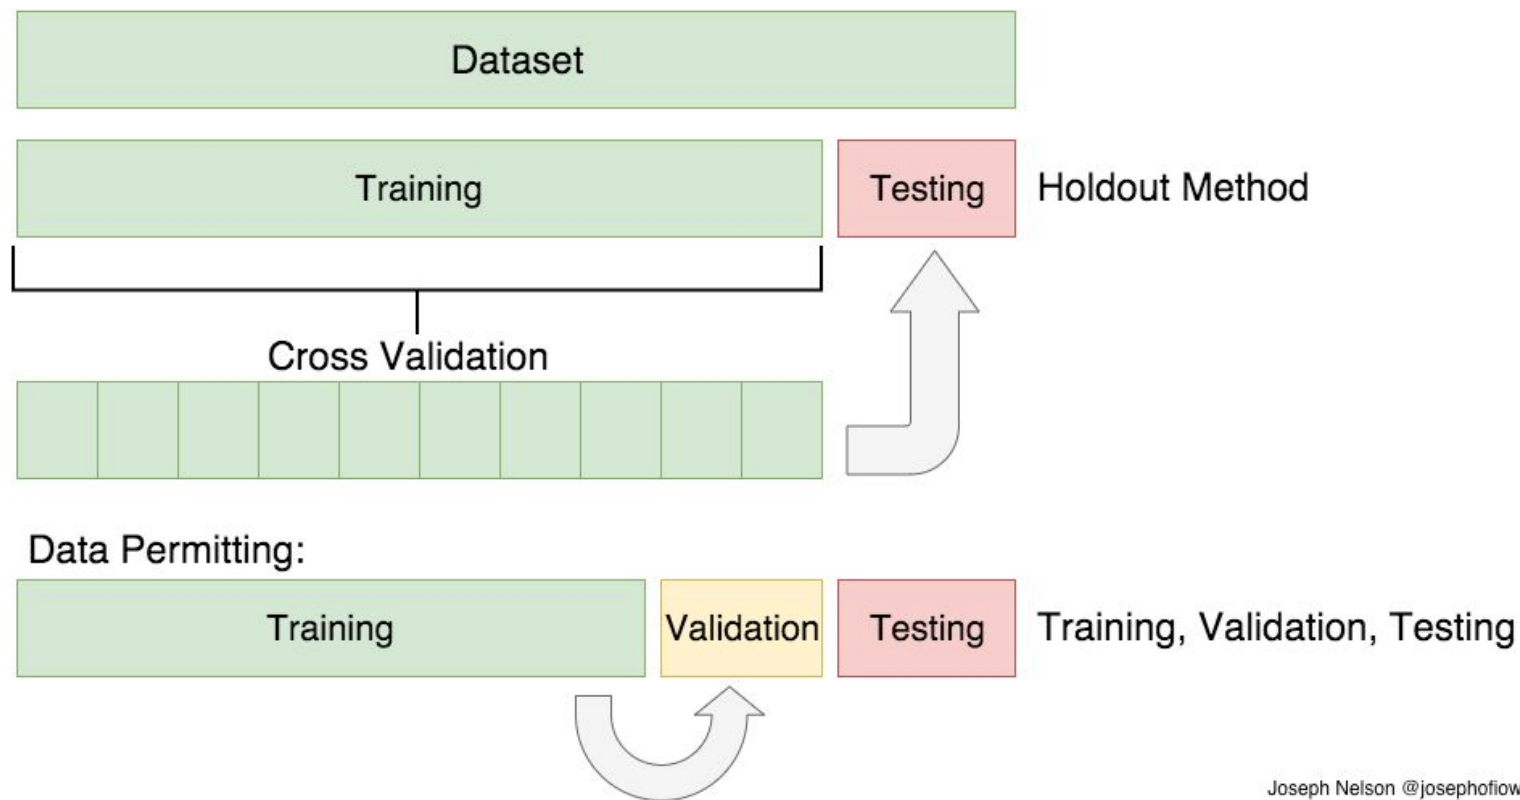 Dataset
Training
Testing
Holdout Method
Cross Validation
Data Permitting:
Training
Validation
Testing
Training, Validation, Testing
Joseph Nelson @josephofiow